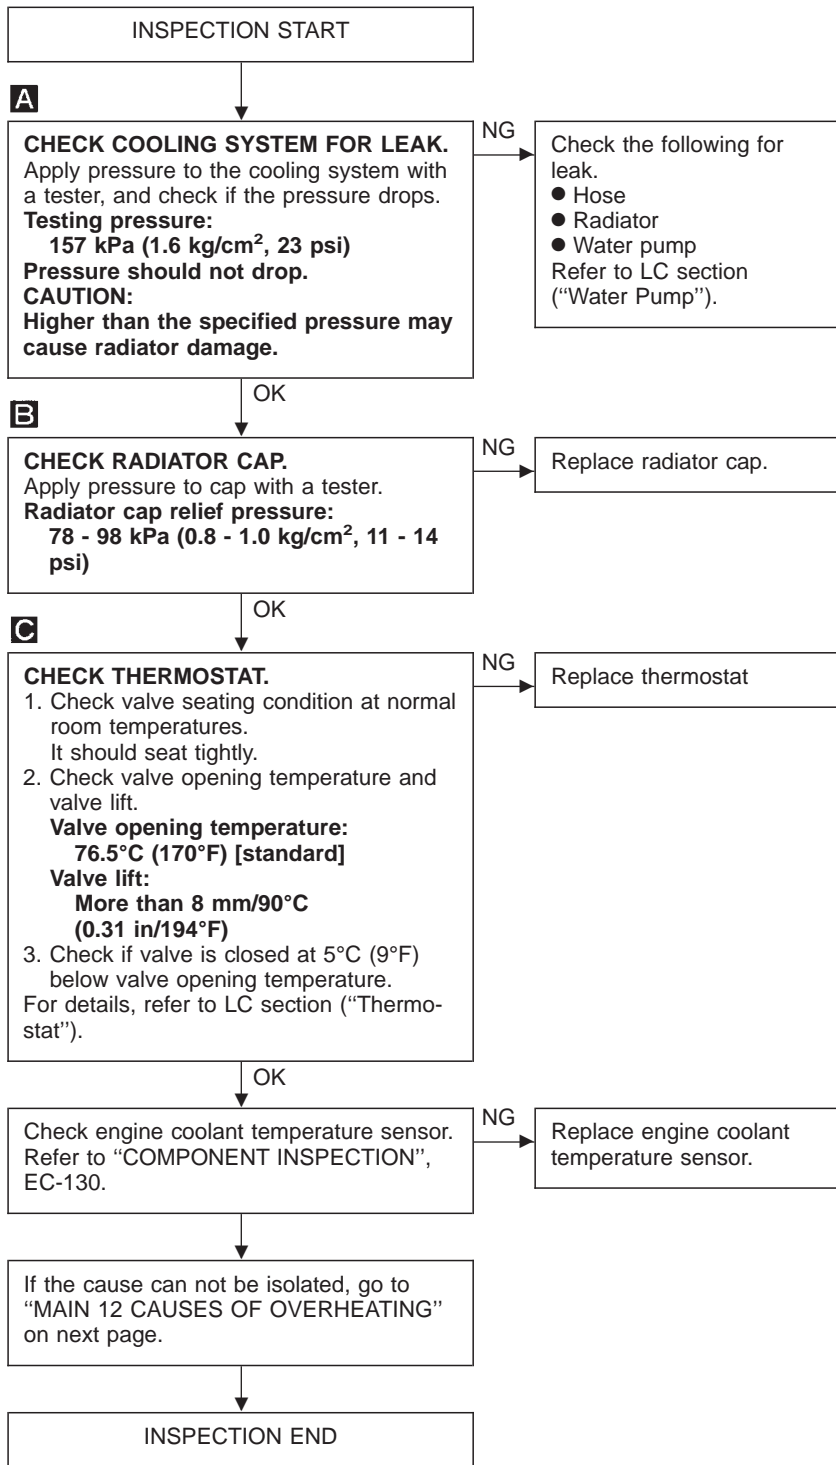 INSPECTION START
A
CHECK COOLING SYSTEM FOR LEAK.
Apply pressure to the cooling system with
a tester, and check if the pressure drops.
Testing pressure:
157 kPa (1.6 kg/cm², 23 psi)
Pressure should not drop.
CAUTION:
Higher than the specified pressure may
cause radiator damage.
NG
Check the following for
leak.
● Hose
● Radiator
● Water pump
Refer to LC section
(‘‘Water Pump’’).
OK
B
CHECK RADIATOR CAP.
Apply pressure to cap with a tester.
Radiator cap relief pressure:
78 - 98 kPa (0.8 - 1.0 kg/cm², 11 - 14
psi)
NG
Replace radiator cap.
OK
C
CHECK THERMOSTAT.
1. Check valve seating condition at normal
room temperatures.
It should seat tightly.
2. Check valve opening temperature and
valve lift.
Valve opening temperature:
76.5°C (170°F) [standard]
Valve lift:
More than 8 mm/90°C
(0.31 in/194°F)
3. Check if valve is closed at 5°C (9°F)
below valve opening temperature.
For details, refer to LC section (‘‘Thermo-
stat’’).
NG
Replace thermostat
OK
Check engine coolant temperature sensor.
Refer to ‘‘COMPONENT INSPECTION’’,
EC-130.
NG
Replace engine coolant
temperature sensor.
If the cause can not be isolated, go to
‘‘MAIN 12 CAUSES OF OVERHEATING’’
on next page.
INSPECTION END